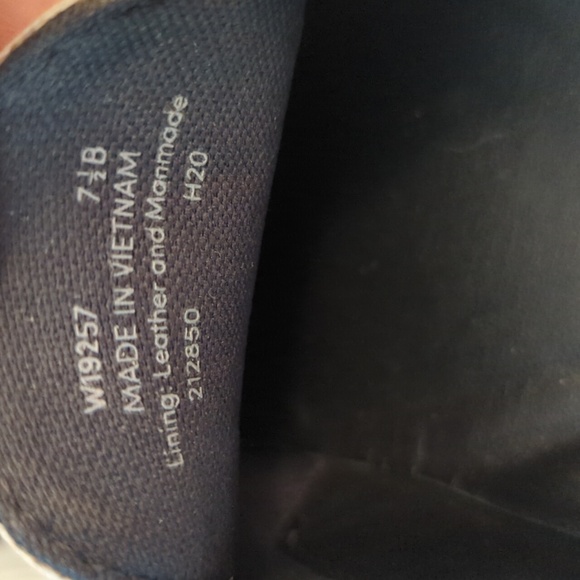 W19257 7½B
MADE IN VIETNAM
Lining: Leather and Manmade
212850 H20